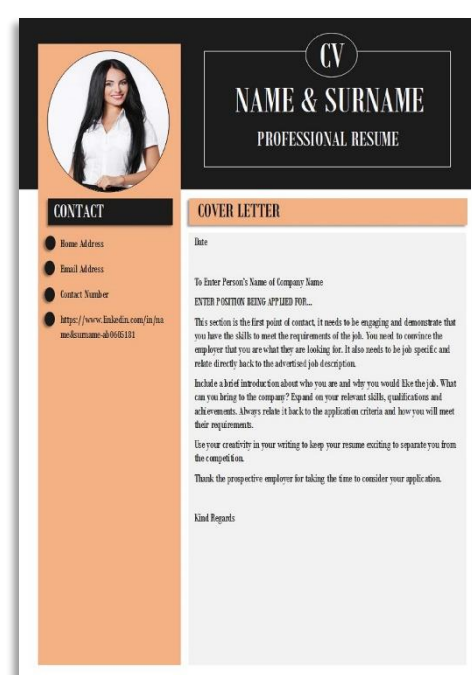 CV
NAME & SURNAME
PROFESSIONAL RESUME
CONTACT
Home Address
Email Address
Contact Number
https://www.linkedin.com/in/na
me&surname-ab0605181
COVER LETTER
Date
To Enter Person's Name of Company Name
ENTER POSITION BEING APPLIED FOR...
This section is the first point of contact, it needs to be engaging and demonstrate that
you have the skills to meet the requirements of the job. You need to convince the
employer that you are what they are looking for. It also needs to be job specific and
relate directly back to the advertised job description.
Include a brief introduction about who you are and why you would like the job. What
can you bring to the company? Expand on your relevant skills, qualifications and
achievements. Always relate it back to the application criteria and how you will meet
their requirements.
Use your creativity in your writing to keep your resume exciting to separate you from
the competition.
Thank the prospective employer for taking the time to consider your application.
Kind Regards